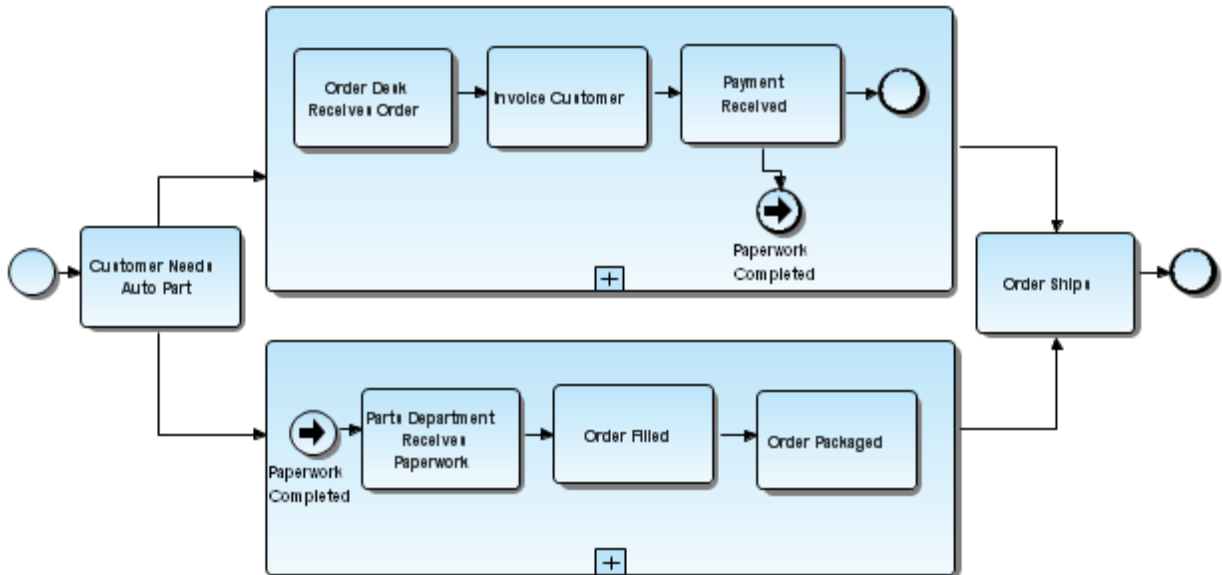 Order Desk
Receives Order
Invoice Customer
Payment
Received
Paperwork
Completed
Customer Needs
Auto Part
Order Ships
Paperwork
Completed
Parts Department
Receives
Paperwork
Order Filled
Order Packaged